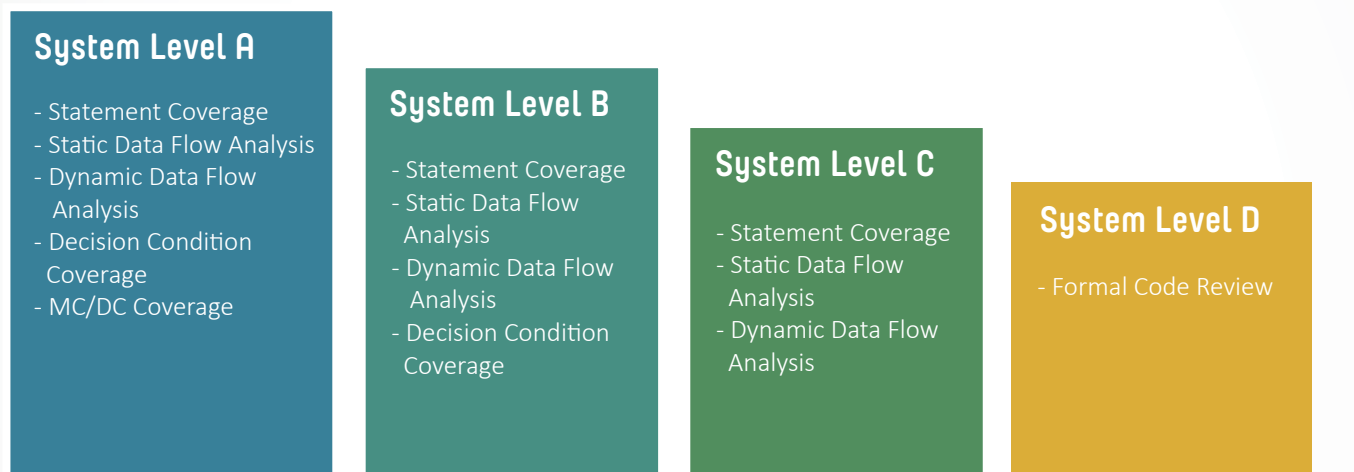 System Level A
- Statement Coverage
- Static Data Flow Analysis
- Dynamic Data Flow
Analysis
- Decision Condition
Coverage
- MC/DC Coverage
System Level B
- Statement Coverage
- Static Data Flow
Analysis
- Dynamic Data Flow
Analysis
- Decision Condition
Coverage
System Level C
- Statement Coverage
- Static Data Flow
Analysis
- Dynamic Data Flow
Analysis
System Level D
- Formal Code Review